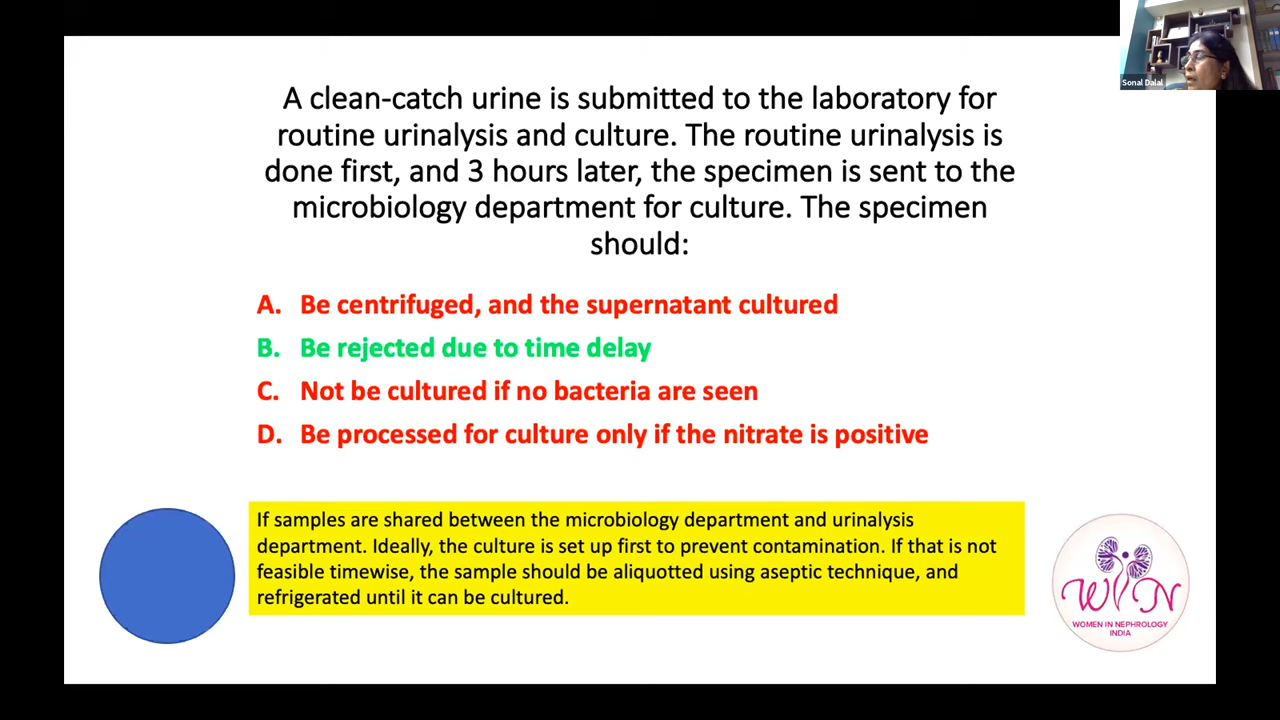 Sonal Dalal
A clean-catch urine is submitted to the laboratory for
routine urinalysis and culture. The routine urinalysis is
done first, and 3 hours later, the specimen is sent to the
microbiology department for culture. The specimen
should:
A. Be centrifuged, and the supernatant cultured
B. Be rejected due to time delay
C. Not be cultured if no bacteria are seen
D. Be processed for culture only if the nitrate is positive
If samples are shared between the microbiology department and urinalysis
department. Ideally, the culture is set up first to prevent contamination. If that is not
feasible timewise, the sample should be aliquotted using aseptic technique, and
refrigerated until it can be cultured.
WIN
WOMEN IN NEPHROLOGY
INDIA